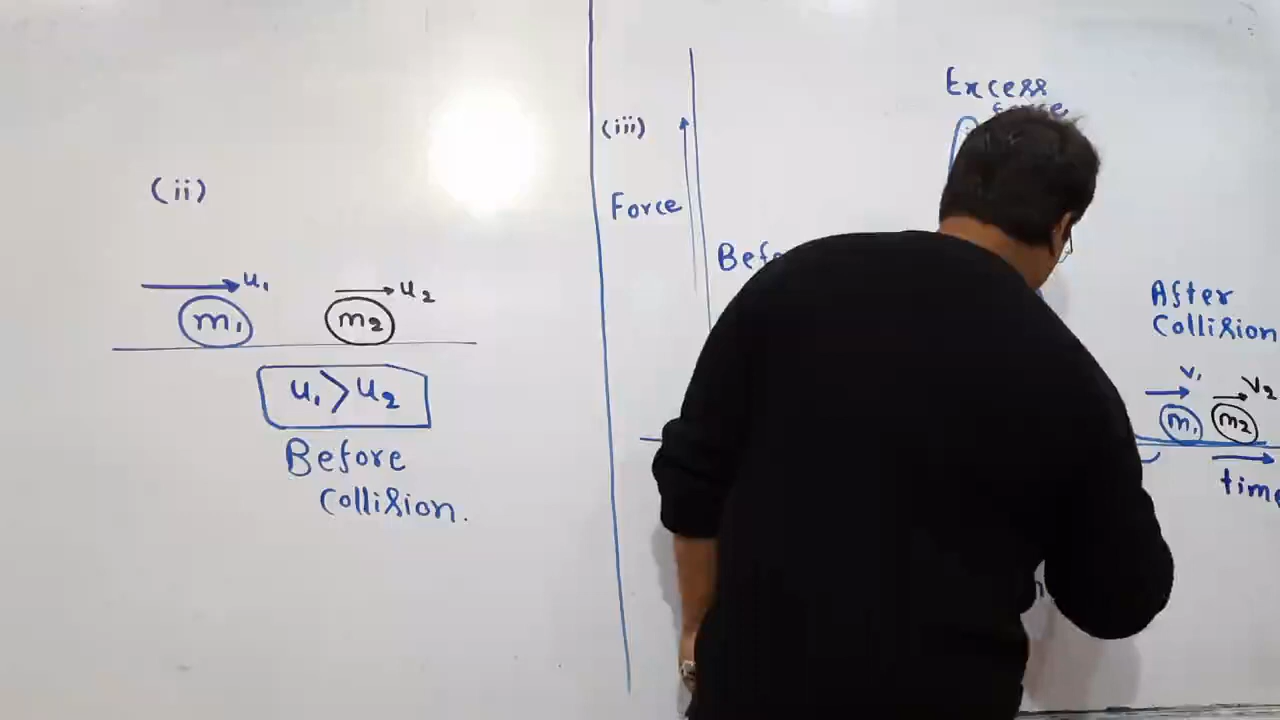 (ii)
u₁
u₂
m₁
m₂
u₁ > u₂
Before
Collision.
(iii)
Excess
Force
After
Collision
v₁
v₂
m₁
m₂
time